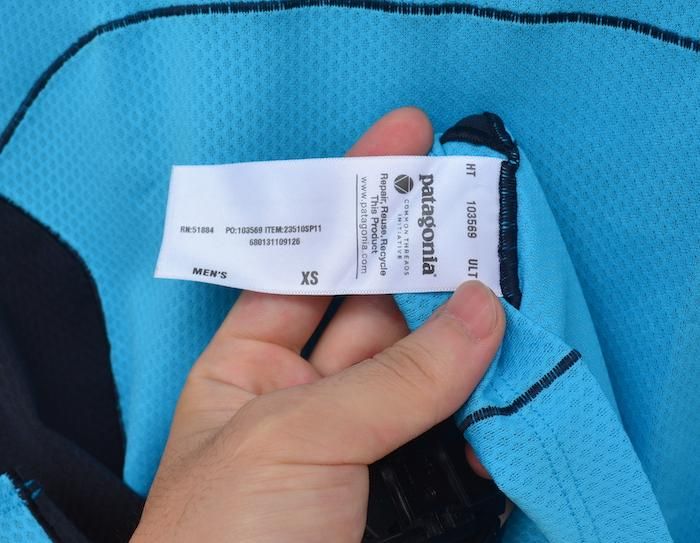 HT 103569 ULT
patagonia®
COMMON THREADS
INITIATIVE
Repair, Reuse, Recycle
This Product
www.patagonia.com
RN:51884 PO:103569 ITEM:23510SP11
680131109126
MEN'S
XS